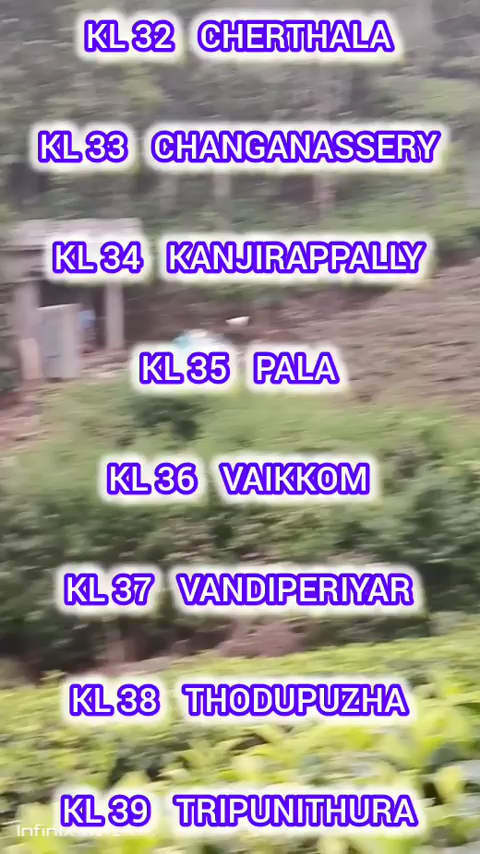 KL 32 CHERTHALA
KL 33 CHANGANASSERY
KL 34 KANJIRAPPALLY
KL 35 PALA
KL 36 VAIKKOM
KL 37 VANDIPERIYAR
KL 38 THODUPUZHA
KL 39 TRIPUNITHURA
Infinix